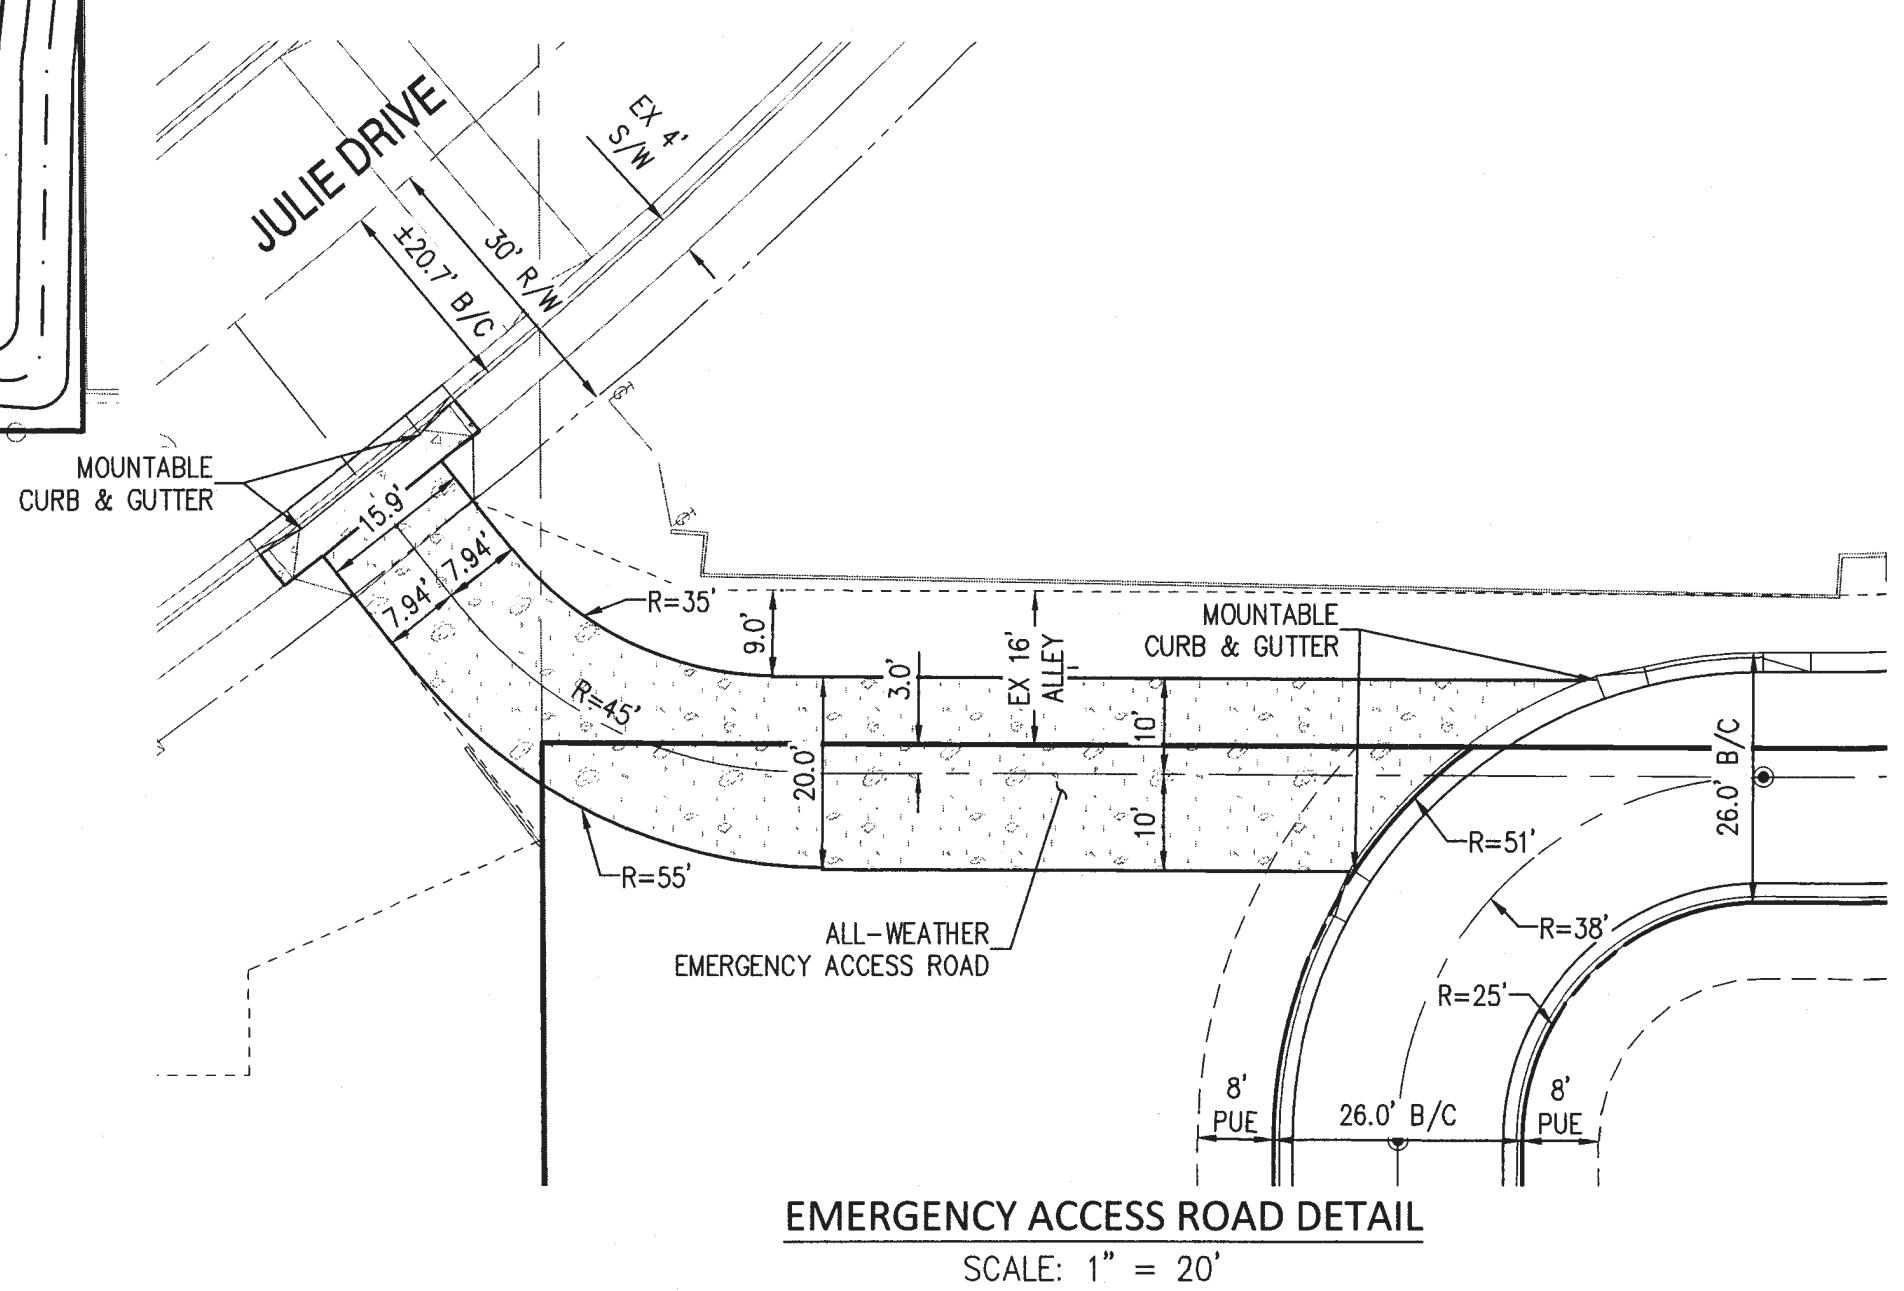 JULIE DRIVE
EX 4'
S/W
30' R/W
±20.7' B/C
MOUNTABLE
CURB & GUTTER
15.9'
7.94'
7.94'
R=35'
9.0'
3.0'
EX 16'
ALLEY
MOUNTABLE
CURB & GUTTER
R=45'
20.0'
10'
10'
26.0' B/C
R=51'
R=55'
ALL-WEATHER
EMERGENCY ACCESS ROAD
R=38'
R=25'
8'
PUE
26.0' B/C
8'
PUE
EMERGENCY ACCESS ROAD DETAIL
SCALE: 1" = 20'